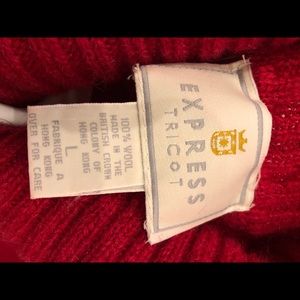 EXPRESS
TRICOT
100% WOOL
MADE IN THE
BRITISH CROWN
COLONY OF
HONG KONG
L
FABRIQUE A
HONG KONG
OVER FOR CARE